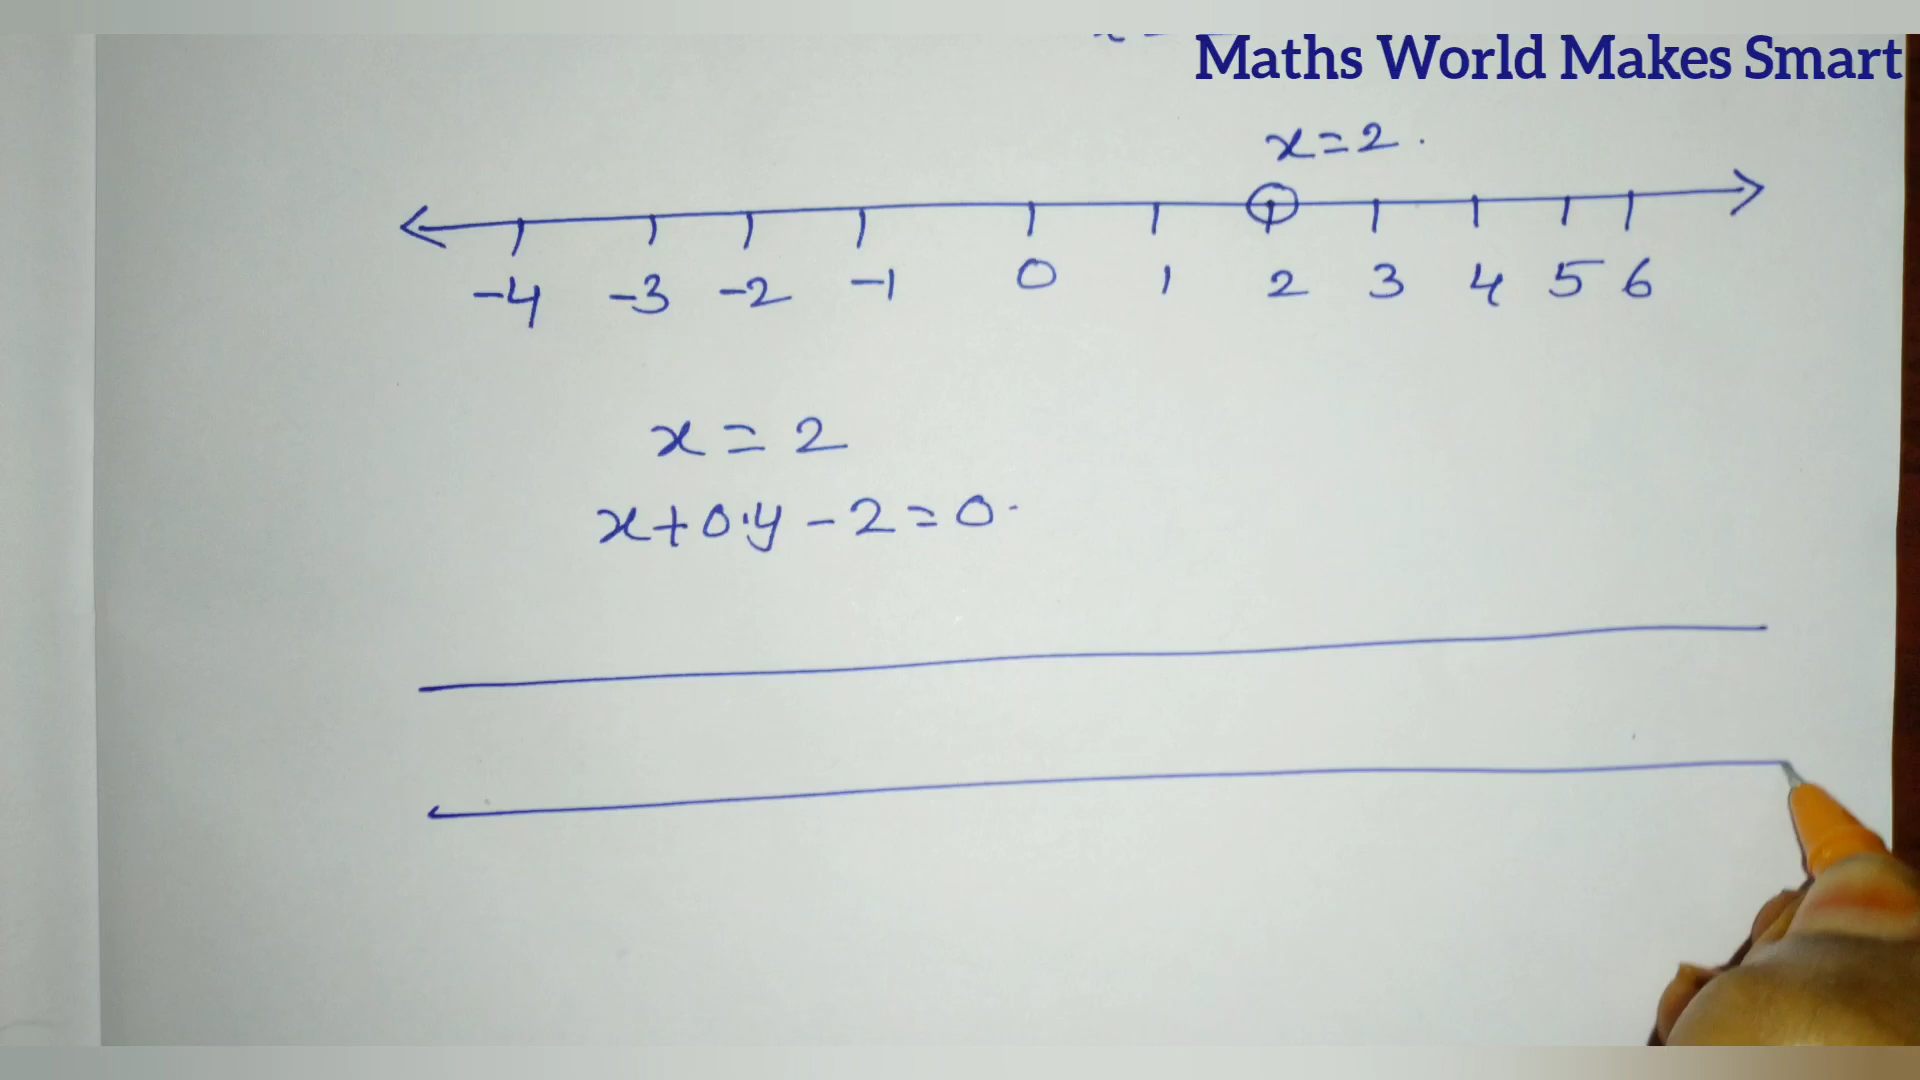 Maths World Makes Smart
x=2.
-4 -3 -2 -1 0 1 2 3 4 5 6
x = 2
x+0.y-2=0.